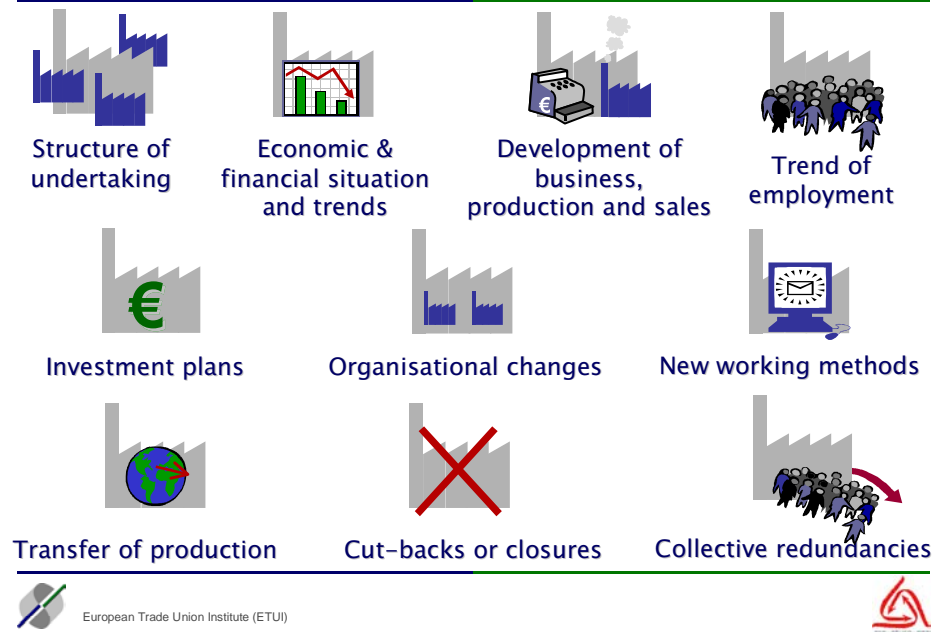 Structure of
undertaking
Economic &
financial situation
and trends
Development of
business,
production and sales
Trend of
employment
€
€
Investment plans
Organisational changes
New working methods
Transfer of production
Cut-backs or closures
Collective redundancies
European Trade Union Institute (ETUI)